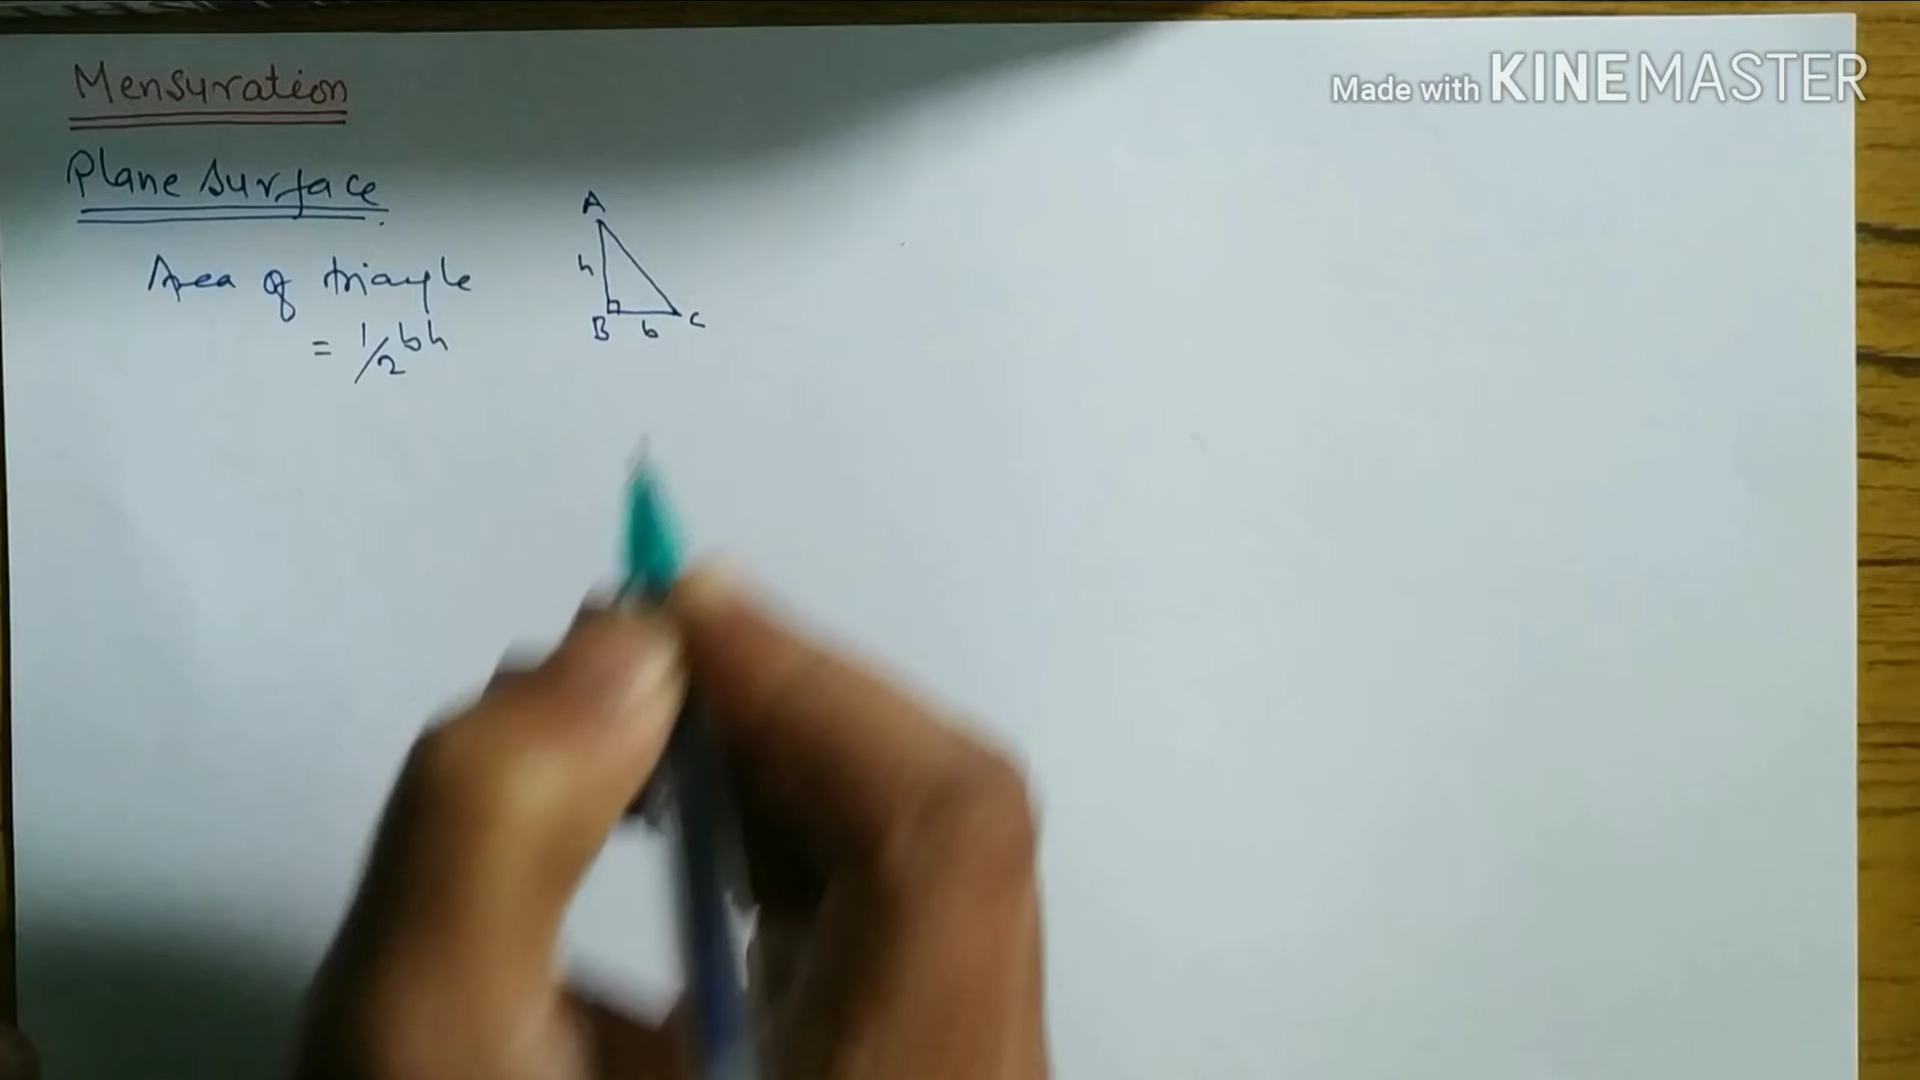 Mensuration
Made with KINEMASTER
Plane surface
A
Area of triangle
h
B b C
= 1/2 bh